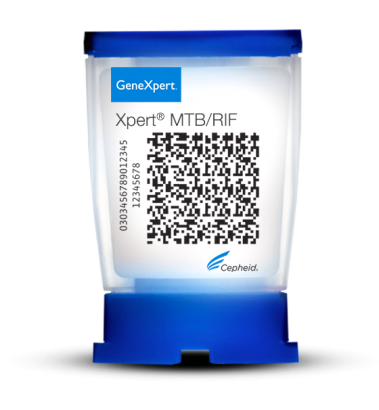 GeneXpert.
Xpert® MTB/RIF
0303456789012345
12345678
Cepheid.